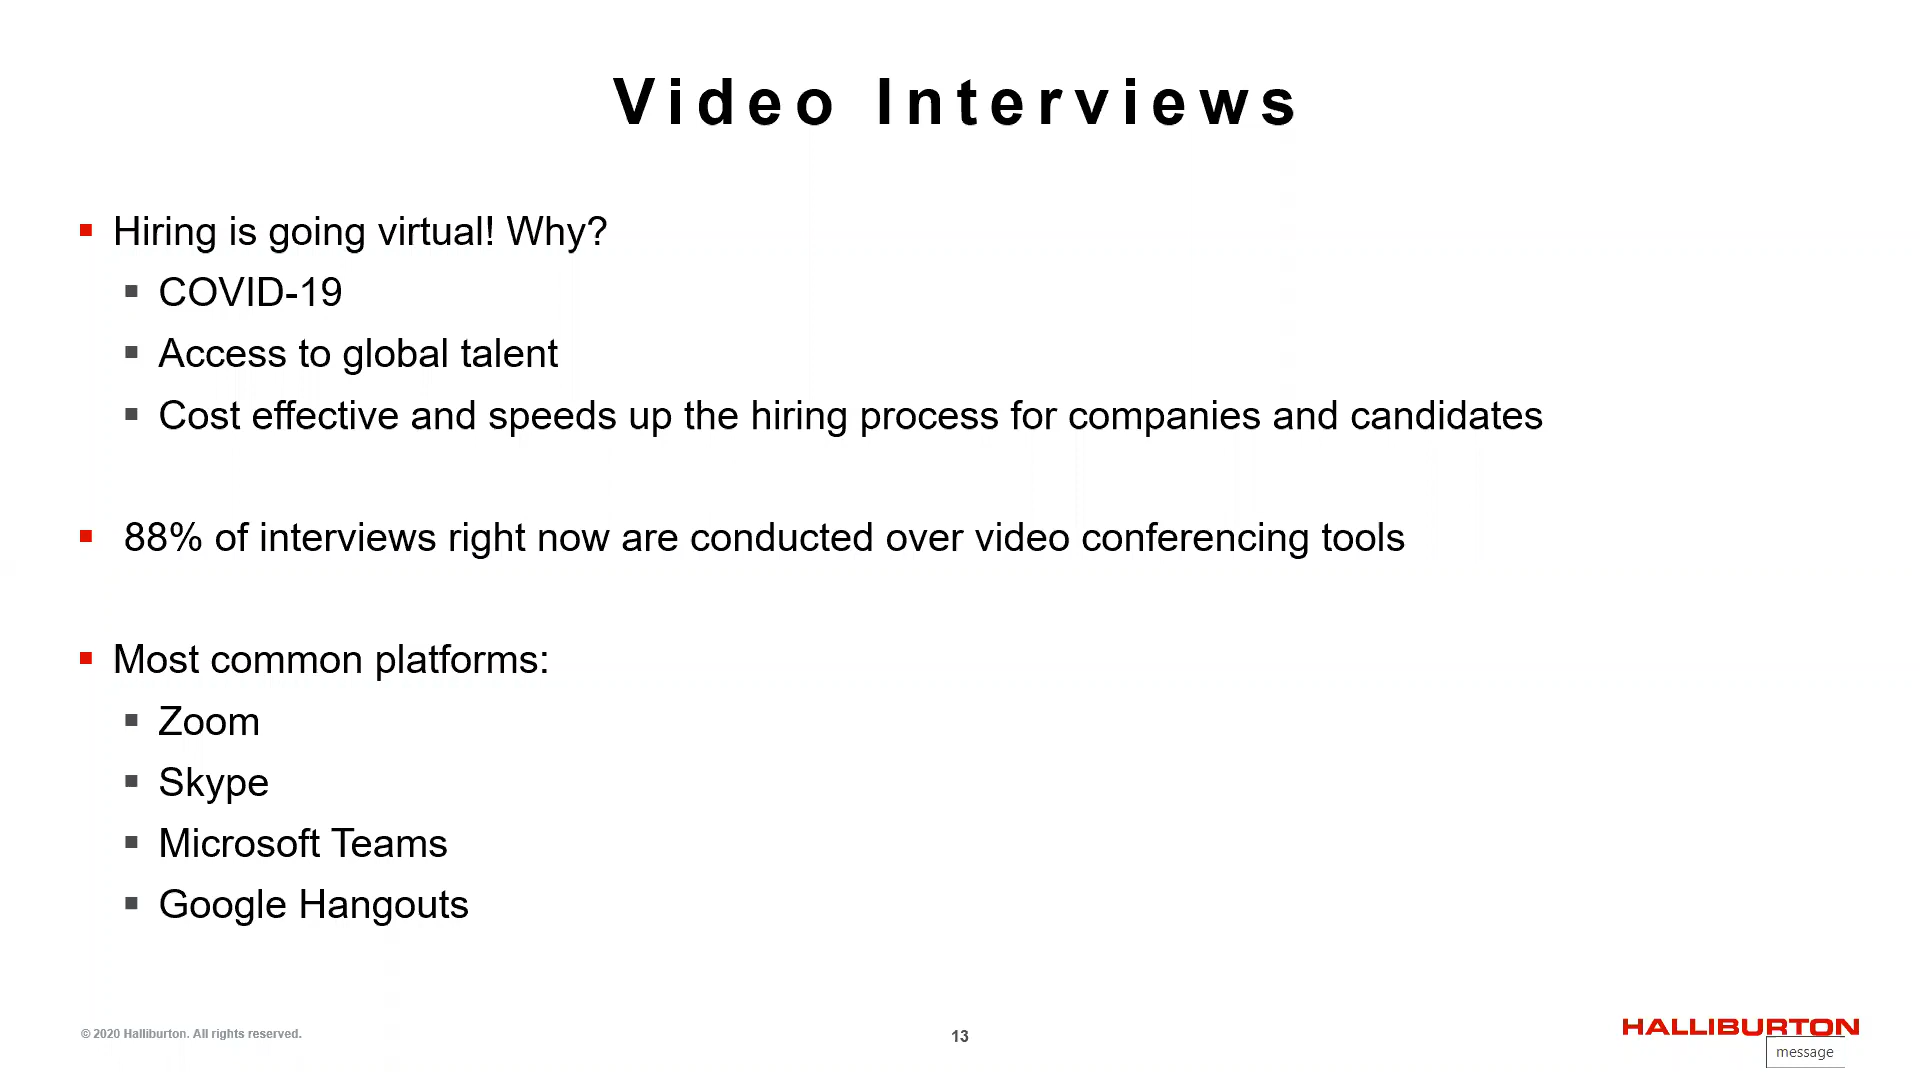 Video Interviews
Hiring is going virtual! Why?
COVID-19
Access to global talent
Cost effective and speeds up the hiring process for companies and candidates
88% of interviews right now are conducted over video conferencing tools
Most common platforms:
Zoom
Skype
Microsoft Teams
Google Hangouts
© 2020 Halliburton. All rights reserved.
13
HALLIBURTON
message